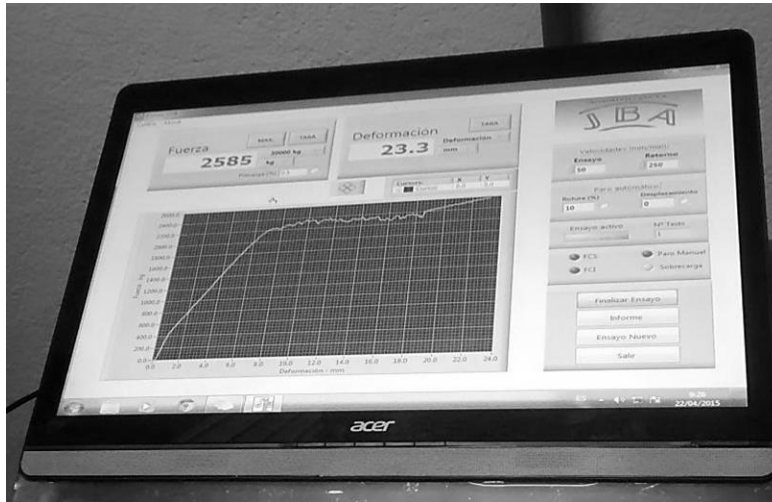 Fuerza
MAX.
TARA
2585
kg
30000 kg
Deformación
TARA
23.3
Deformación
mm
Cursos:
X
Y
JBA
Velocidades (mm/min)
Ensayo
Retorno
50
250
Paro automático
Rotura (%)
Desplazamiento
10
0
Ensayo activo
Nº Tests
1
FCS
Paro Manual
FCI
Sobrecarga
Finalizar Ensayo
Informe
Ensayo Nuevo
Salir
2600.0
2400.0
2200.0
2000.0
1800.0
1600.0
1400.0
1200.0
1000.0
800.0
600.0
400.0
200.0
0.0
0.0
2.0
4.0
6.0
8.0
10.0
12.0
14.0
16.0
18.0
20.0
22.0
24.0
Deformación - mm
ES
22/04/2015
acer